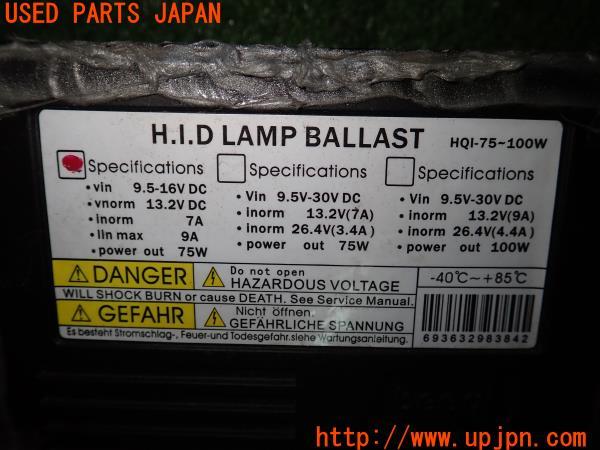 USED PARTS JAPAN
H.I.D LAMP BALLAST HQI-75~100W
Specifications
•vin 9.5-16V DC
•vnorm 13.2V DC
•inorm 7A
•Iin max 9A
•power out 75W
Specifications
•Vin 9.5V-30V DC
•inorm 13.2V(7A)
•inorm 26.4V(3.4A)
•power out 75W
Specifications
•Vin 9.5V-30V DC
•inorm 13.2V(9A)
•inorm 26.4V(4.4A)
•power out 100W
DANGER
Do not open
HAZARDOUS VOLTAGE
-40℃~+85℃
WILL SHOCK BURN or cause DEATH. See Service Manual.
GEFAHR
Nicht öffnen.
GEFÄHRLICHE SPANNUNG
Es besteht Stromschlag-, Feuer-und Todesgefahr.siehe Wartungsanleitung.
693632983842
Copyright(C) UPJ
http://www.upjpn.com